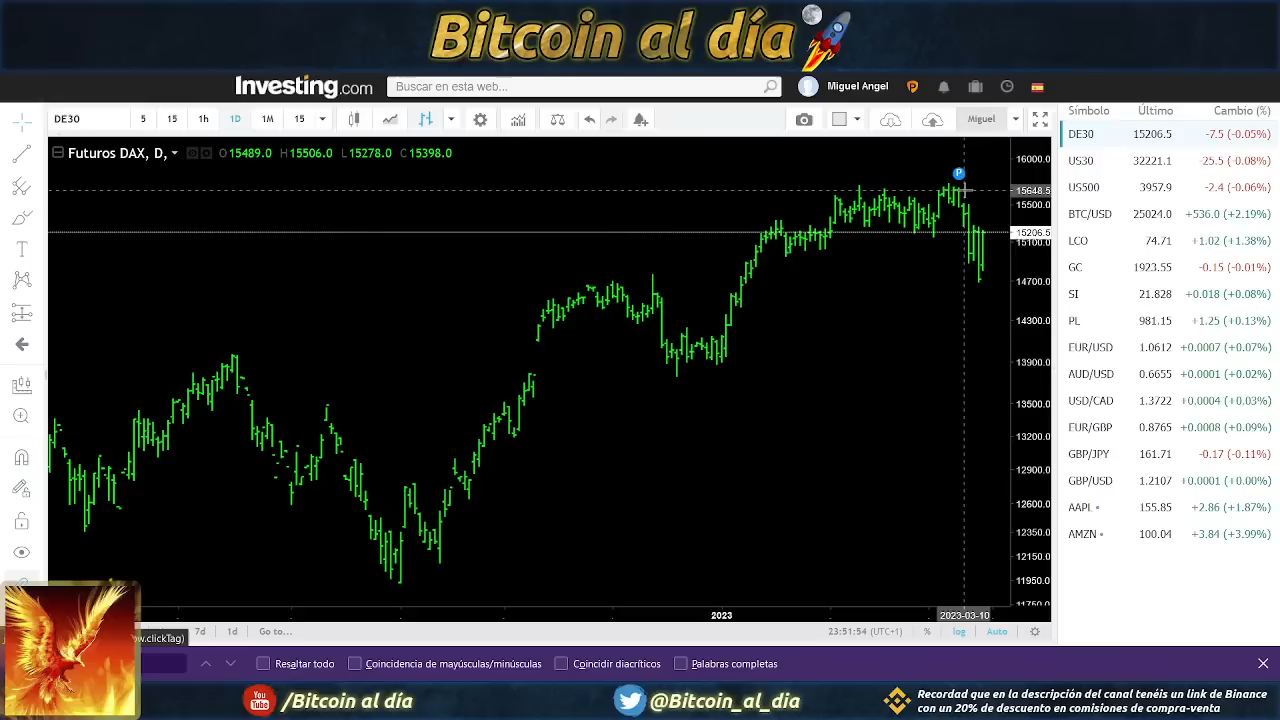 Bitcoin al día
Investing.com
Buscar en esta web...
Miguel Angel
DE30 5 15 1h 1D 1M 15
Miguel
Futuros DAX, D, O 15489.0 H 15506.0 L 15278.0 C 15398.0
P
16000.0
15648.5
15500.0
15206.5
15100.0
14700.0
14300.0
13900.0
13500.0
13200.0
12900.0
12600.0
12350.0
12150.0
11950.0
11750.0
2023
2023-03-10
7d 1d Go to... 23:51:54 (UTC+1) % log Auto
Símbolo Último Cambio (%)
DE30 15206.5 -7.5 (-0.05%)
US30 32221.1 -25.5 (-0.08%)
US500 3957.9 -2.4 (-0.06%)
BTC/USD 25024.0 +536.0 (+2.19%)
LCO 74.71 +1.02 (+1.38%)
GC 1923.55 -0.15 (-0.01%)
SI 21.828 +0.018 (+0.08%)
PL 981.15 +1.25 (+0.13%)
EUR/USD 1.0612 +0.0007 (+0.07%)
AUD/USD 0.6655 +0.0001 (+0.02%)
USD/CAD 1.3722 +0.0004 (+0.03%)
EUR/GBP 0.8765 +0.0008 (+0.09%)
GBP/JPY 161.71 -0.17 (-0.11%)
GBP/USD 1.2107 +0.0001 (+0.00%)
AAPL 155.85 +2.86 (+1.87%)
AMZN 100.04 +3.84 (+3.99%)
ow.clickTag)
Resaltar todo Coincidencia de mayúsculas/minúsculas Coincidir diacríticos Palabras completas
You Tube
/Bitcoin al día
@Bitcoin_al_dia
Recordad que en la descripción del canal tenéis un link de Binance
con un 20% de descuento en comisiones de compra-venta